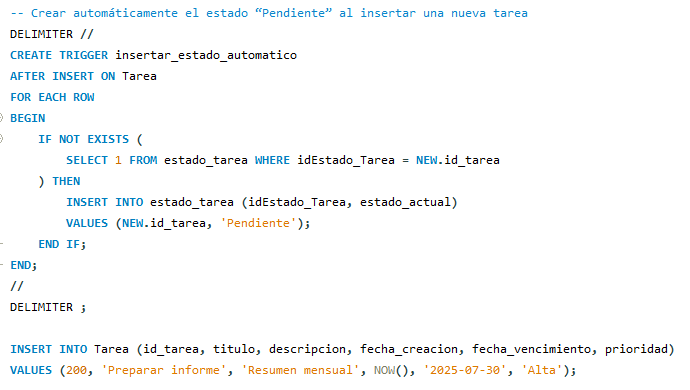 -- Crear automáticamente el estado “Pendiente” al insertar una nueva tarea
DELIMITER //
CREATE TRIGGER insertar_estado_automatico
AFTER INSERT ON Tarea
FOR EACH ROW
BEGIN
    IF NOT EXISTS (
        SELECT 1 FROM estado_tarea WHERE idEstado_Tarea = NEW.id_tarea
    ) THEN
        INSERT INTO estado_tarea (idEstado_Tarea, estado_actual)
        VALUES (NEW.id_tarea, 'Pendiente');
    END IF;
END;
//
DELIMITER ;

INSERT INTO Tarea (id_tarea, titulo, descripcion, fecha_creacion, fecha_vencimiento, prioridad)
VALUES (200, 'Preparar informe', 'Resumen mensual', NOW(), '2025-07-30', 'Alta');